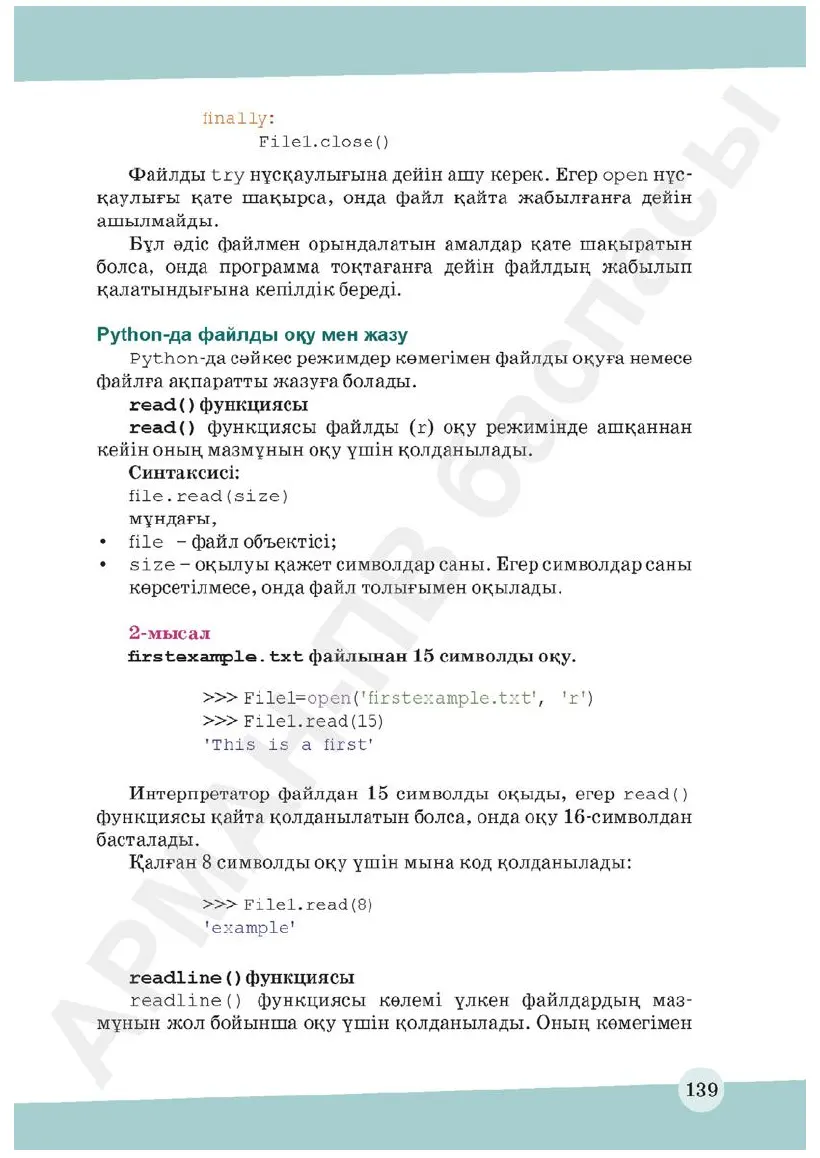 finally:
File1.close()
Файлды try нұсқаулығына дейін ашу керек. Егер open нұс-
қаулығы қате шақырса, онда файл қайта жабылғанға дейін
ашылмайды.
Бұл әдіс файлмен орындалатын амалдар қате шақыратын
болса, онда программа тоқтағанға дейін файлдың жабылып
қалатындығына кепілдік береді.
Python-да файлды оқу мен жазу
Python-да сәйкес режимдер көмегімен файлды оқуға немесе
файлға ақпаратты жазуға болады.
read() функциясы
read() функциясы файлды (r) оқу режимінде ашқаннан
кейін оның мазмұнын оқу үшін қолданылады.
Синтаксисі:
file.read(size)
мұндағы,
• file – файл объектісі;
• size – оқылуы қажет символдар саны. Егер символдар саны
көрсетілмесе, онда файл толығымен оқылады.
2-мысал
firstexample.txt файлынан 15 символды оқу.
>>> File1=open('firstexample.txt', 'r')
>>> File1.read(15)
'This is a first'
Интерпретатор файлдан 15 символды оқыды, егер read()
функциясы қайта қолданылатын болса, онда оқу 16-символдан
басталады.
Қалған 8 символды оқу үшін мына код қолданылады:
>>> File1.read(8)
'example'
readline() функциясы
readline() функциясы көлемі үлкен файлдардың маз-
мұнын жол бойынша оқу үшін қолданылады. Оның көмегімен
139
АРМАН-ПВ баспасы